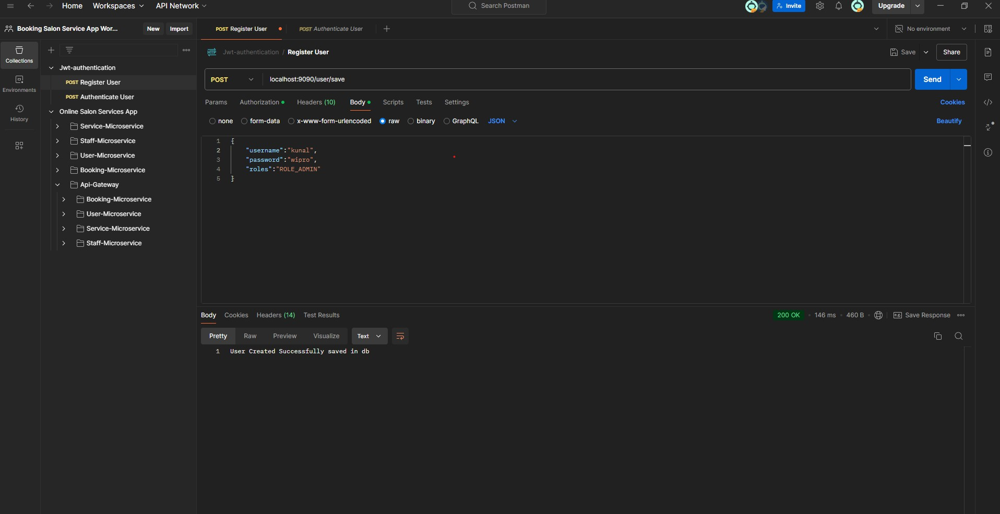 Home Workspaces API Network Search Postman Invite Upgrade
Booking Salon Service App Wor... New Import POST Register User POST Authenticate User No environment
Collections
Environments
History
Jwt-authentication
POST Register User
POST Authenticate User
Online Salon Services App
Service-Microservice
Staff-Microservice
User-Microservice
Booking-Microservice
Api-Gateway
Booking-Microservice
User-Microservice
Service-Microservice
Staff-Microservice
HTTP Jwt-authentication / Register User Save Share
POST localhost:9090/user/save Send
Params Authorization Headers (10) Body Scripts Tests Settings Cookies
none form-data x-www-form-urlencoded raw binary GraphQL JSON Beautify
1 {
2 "username":"kunal",
3 "password":"wipro",
4 "roles":"ROLE_ADMIN"
5 }
Body Cookies Headers (14) Test Results 200 OK 146 ms 460 B e.g. Save Response
Pretty Raw Preview Visualize Text
1 User Created Successfully saved in db